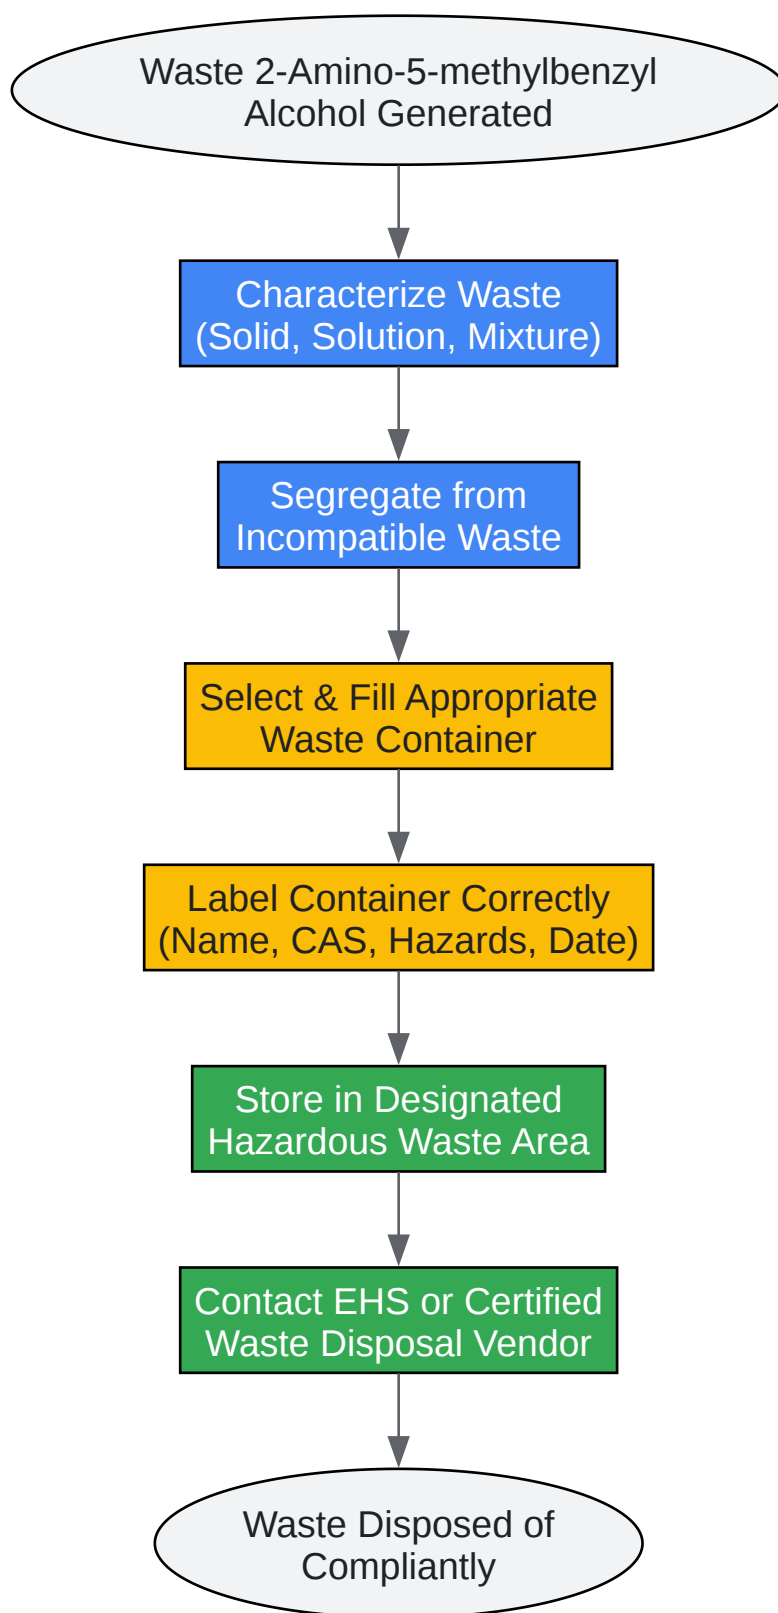 Waste 2-Amino-5-methylbenzyl
Alcohol Generated
Characterize Waste
(Solid, Solution, Mixture)
Segregate from
Incompatible Waste
Select & Fill Appropriate
Waste Container
Label Container Correctly
(Name, CAS, Hazards, Date)
Store in Designated
Hazardous Waste Area
Contact EHS or Certified
Waste Disposal Vendor
Waste Disposed of
Compliantly